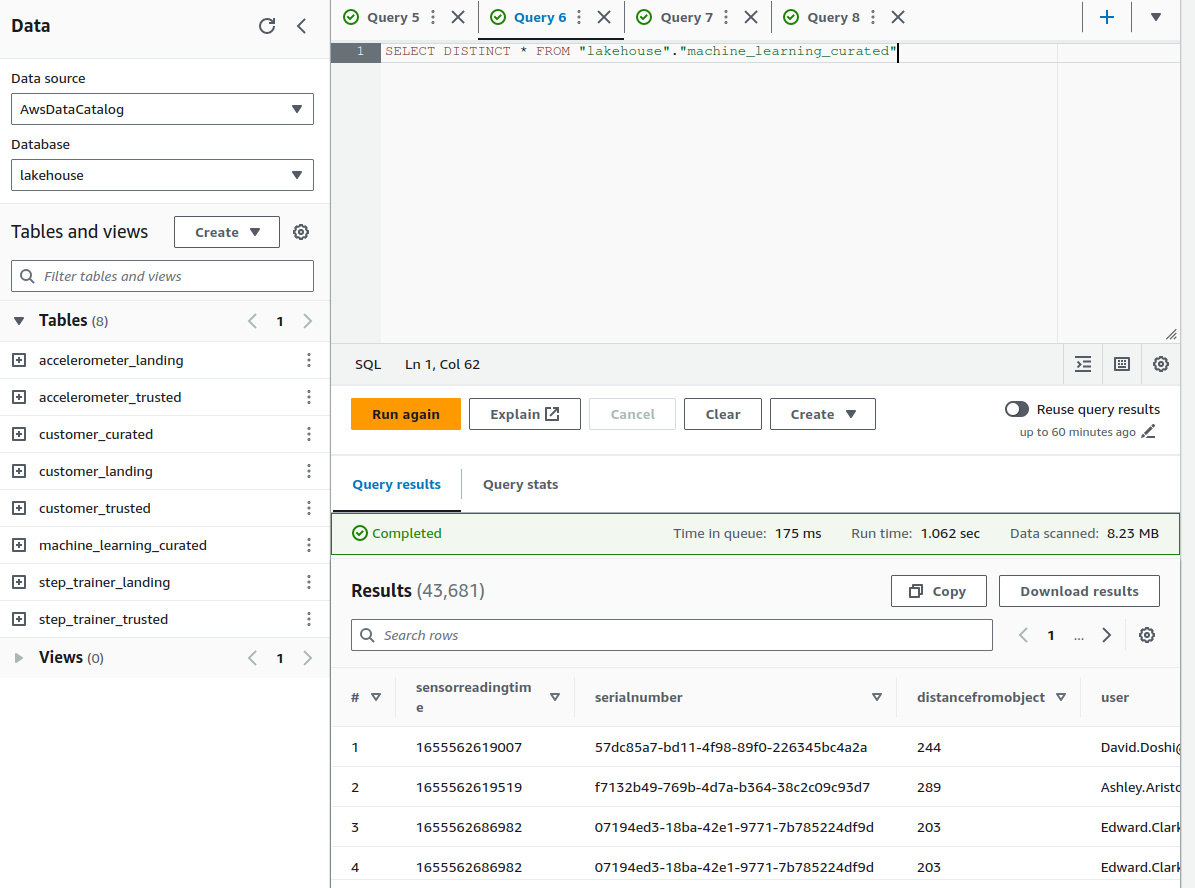 Data
Data source
AwsDataCatalog
Database
lakehouse
Tables and views
Create
Filter tables and views
Tables (8)
1
accelerometer_landing
accelerometer_trusted
customer_curated
customer_landing
customer_trusted
machine_learning_curated
step_trainer_landing
step_trainer_trusted
Views (0)
1
Query 5
Query 6
Query 7
Query 8
1 SELECT DISTINCT * FROM "lakehouse"."machine_learning_curated"
SQL Ln 1, Col 62
Run again
Explain
Cancel
Clear
Create
Reuse query results
up to 60 minutes ago
Query results
Query stats
Completed
Time in queue: 175 ms
Run time: 1.062 sec
Data scanned: 8.23 MB
Results (43,681)
Copy
Download results
Search rows
1 ...
# sensorreadingtim
e
serialnumber distancefromobject user
1 1655562619007 57dc85a7-bd11-4f98-89f0-226345bc4a2a 244 David.Doshi@
2 1655562619519 f7132b49-769b-4d7a-b364-38c2c09c93d7 289 Ashley.Aristo
3 1655562686982 07194ed3-18ba-42e1-9771-7b785224df9d 203 Edward.Clark
4 1655562686982 07194ed3-18ba-42e1-9771-7b785224df9d 203 Edward.Clark